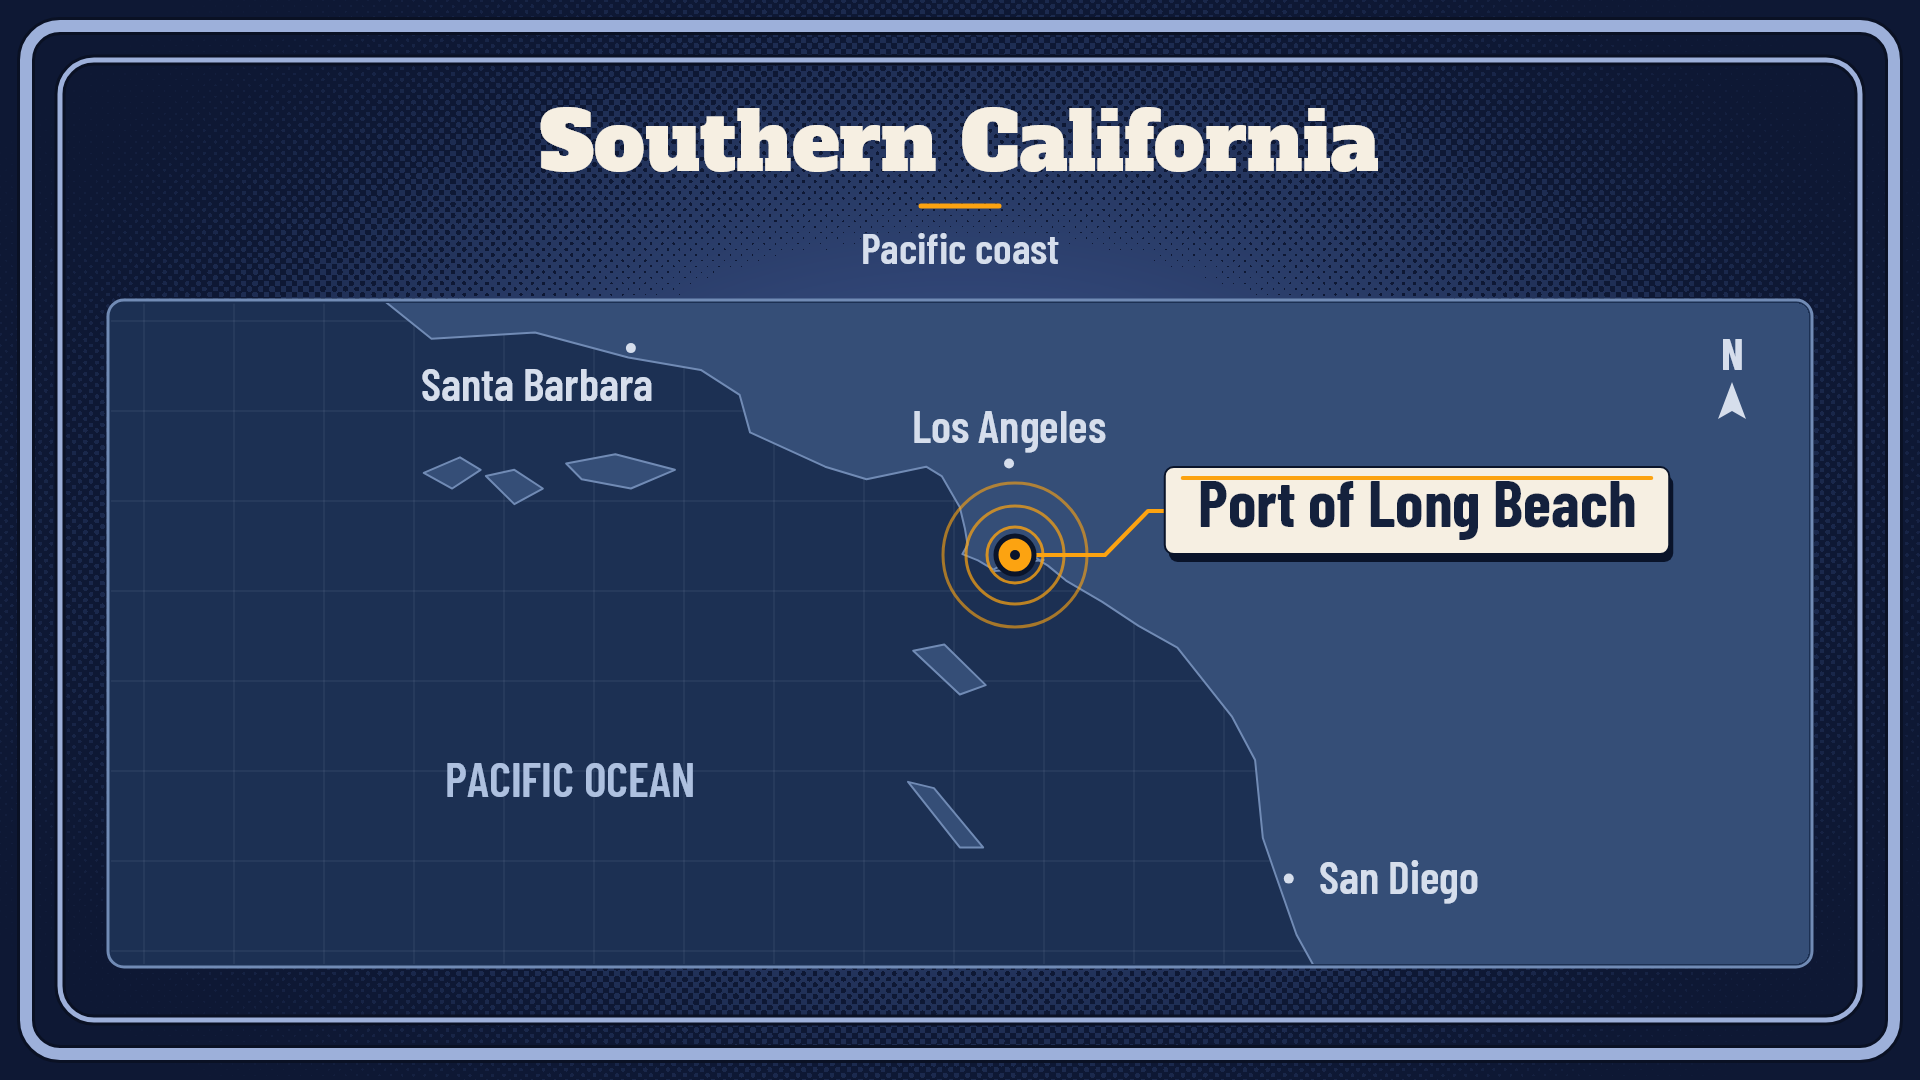 Southern California
Pacific coast
N
Santa Barbara
Los Angeles
Port of Long Beach
PACIFIC OCEAN
San Diego